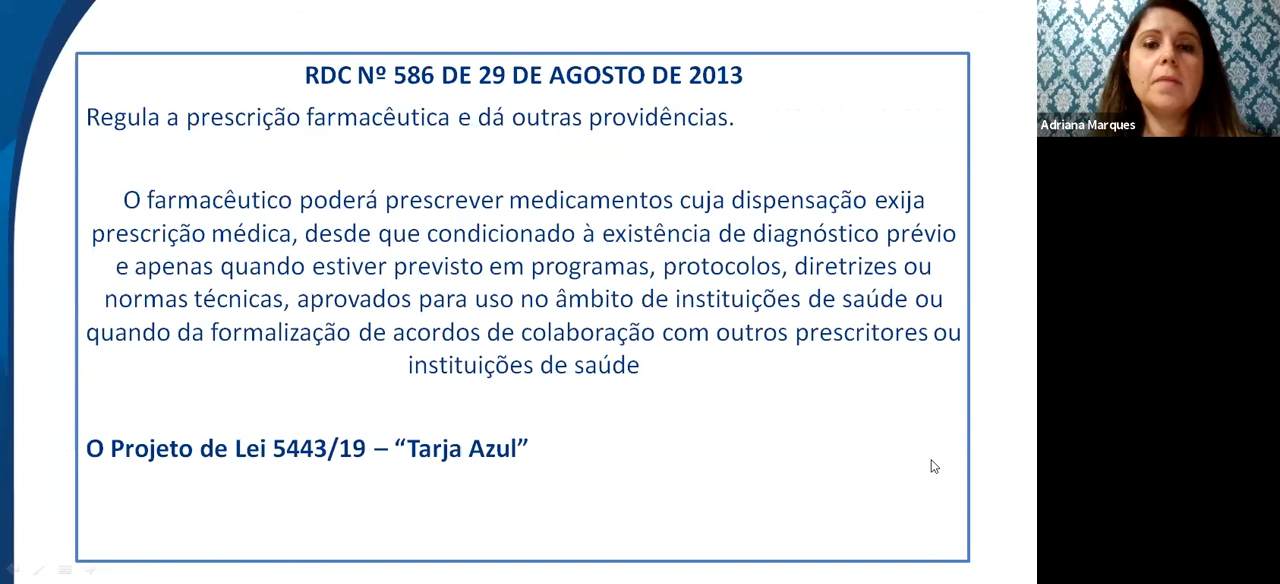 RDC Nº 586 DE 29 DE AGOSTO DE 2013
Regula a prescrição farmacêutica e dá outras providências.
O farmacêutico poderá prescrever medicamentos cuja dispensação exija
prescrição médica, desde que condicionado à existência de diagnóstico prévio
e apenas quando estiver previsto em programas, protocolos, diretrizes ou
normas técnicas, aprovados para uso no âmbito de instituições de saúde ou
quando da formalização de acordos de colaboração com outros prescritores ou
instituições de saúde
O Projeto de Lei 5443/19 – “Tarja Azul”
Adriana Marques